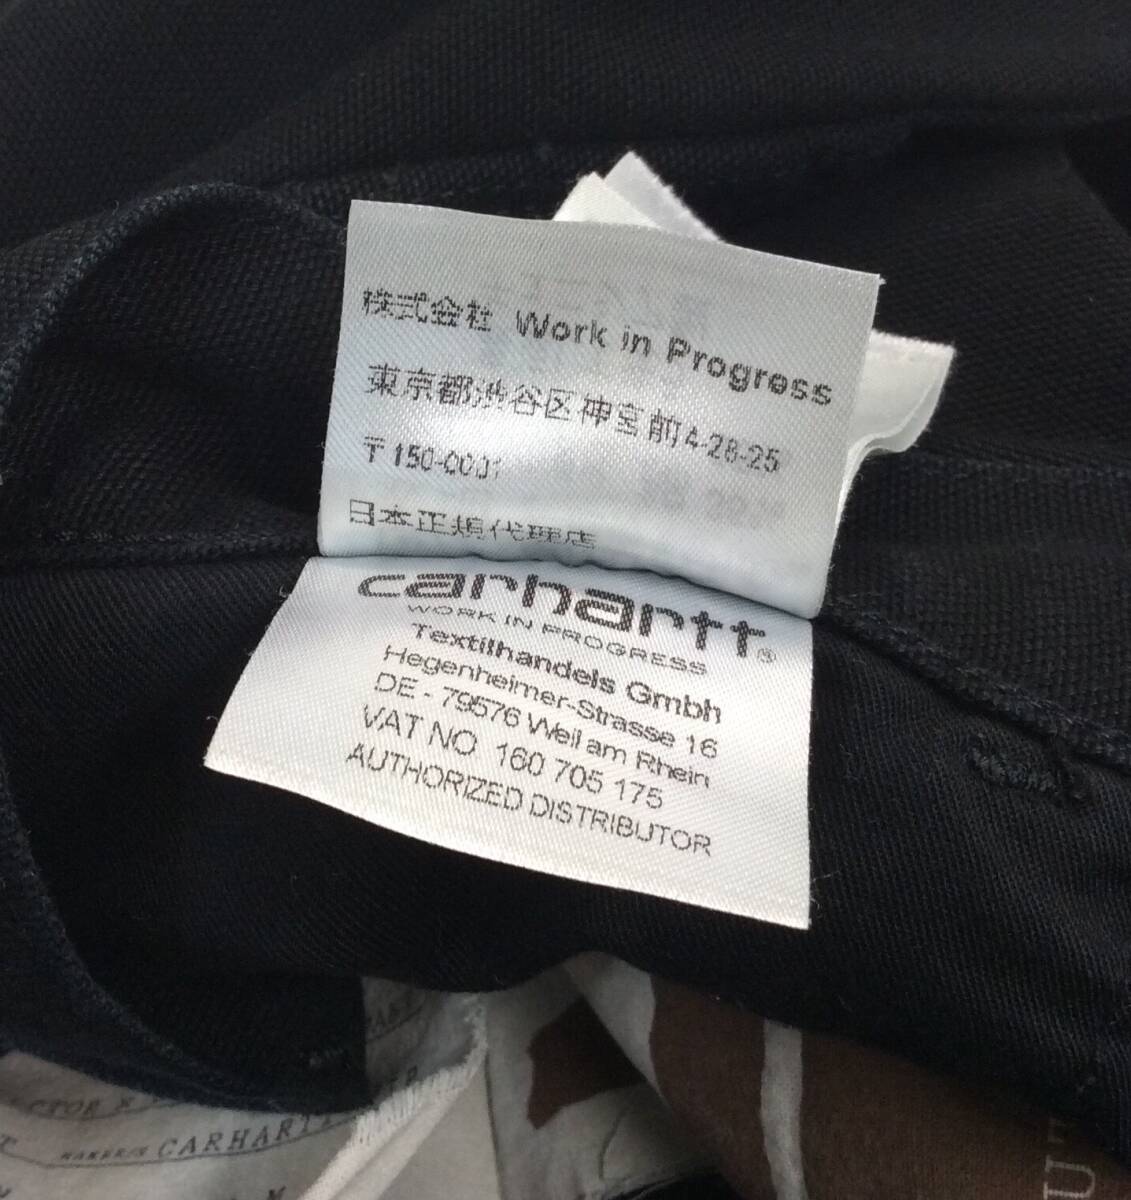 株式会社 Work in Progress
東京都渋谷区神宮前4-28-25
〒150-0001
日本正規代理店
carhartt®
WORK IN PROGRESS
Textilhandels Gmbh
Hegenheimer-Strasse 16
DE - 79576 Weil am Rhein
VAT NO. 160 705 175
AUTHORIZED DISTRIBUTOR
CARHARTT